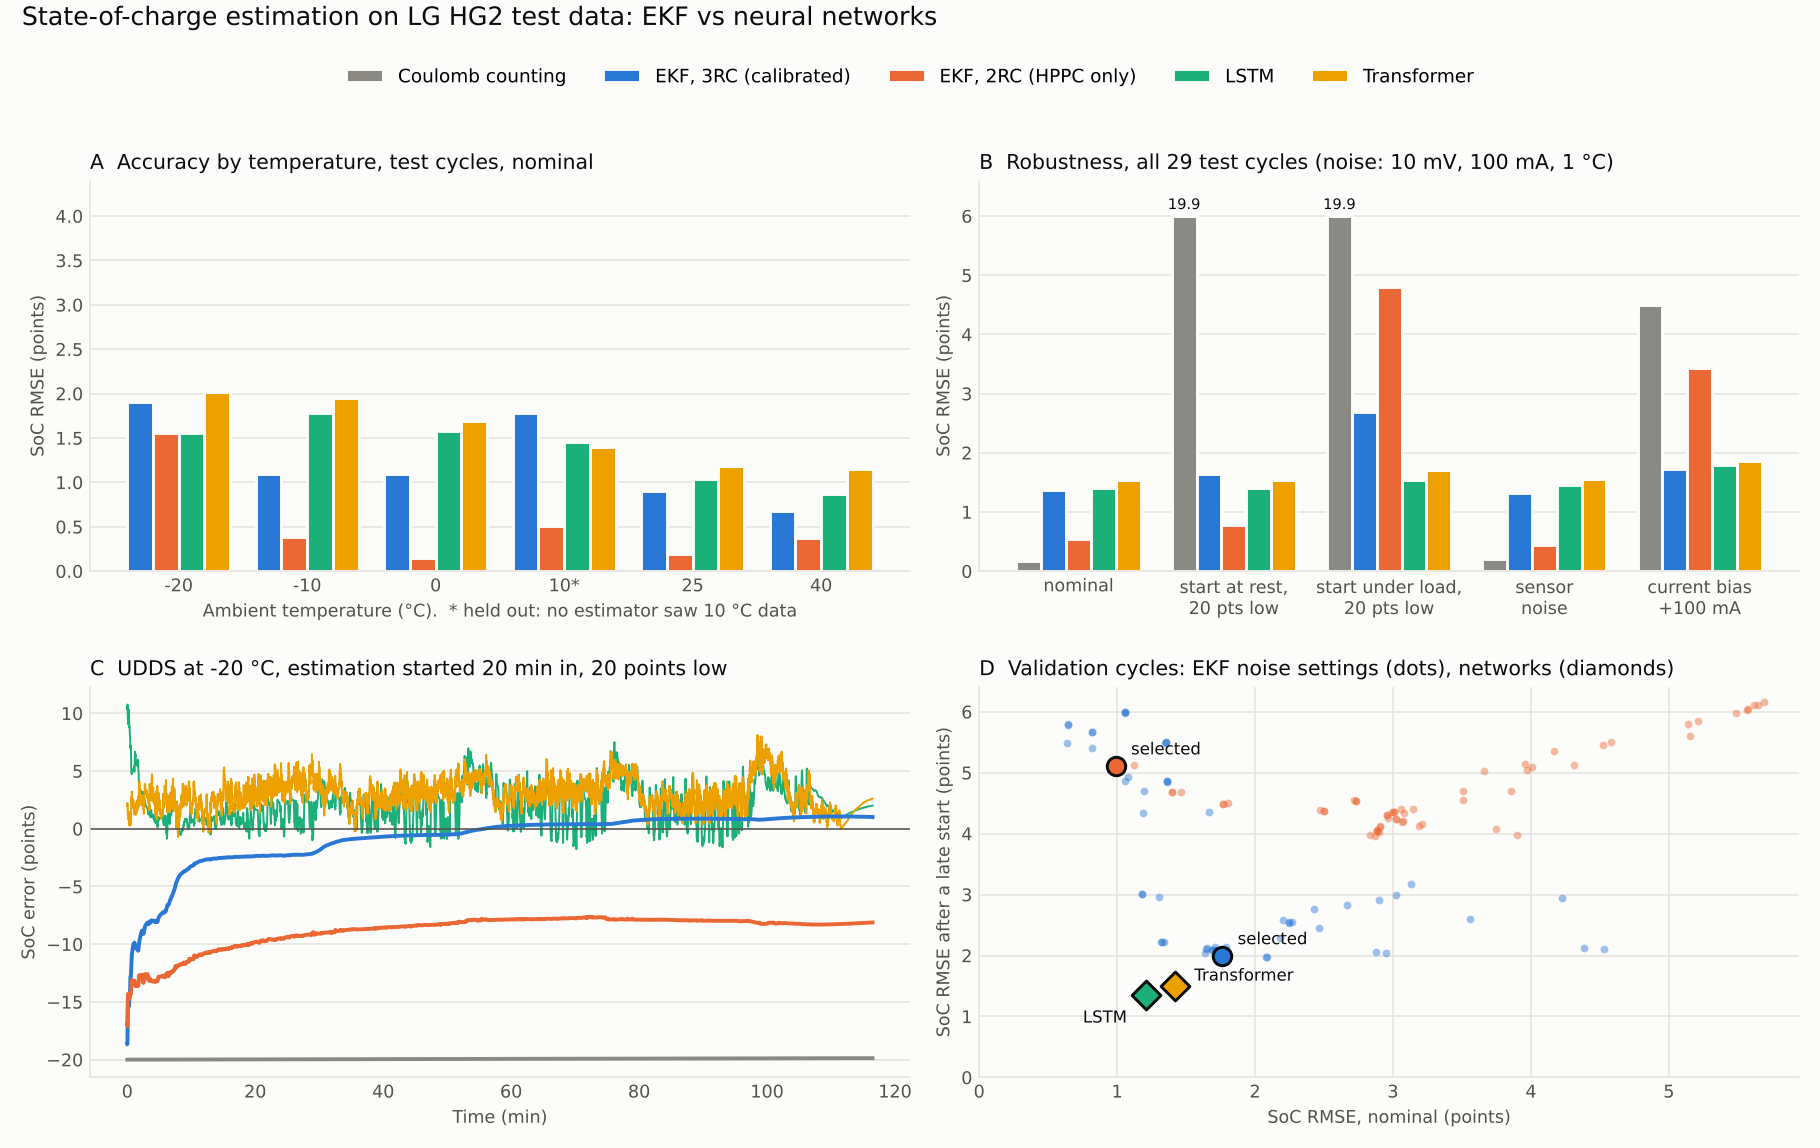 State-of-charge estimation on LG HG2 test data: EKF vs neural networks
Coulomb counting
EKF, 3RC (calibrated)
EKF, 2RC (HPPC only)
LSTM
Transformer
A Accuracy by temperature, test cycles, nominal
SoC RMSE (points)
4.0
3.5
3.0
2.5
2.0
1.5
1.0
0.5
0.0
-20
-10
0
10*
25
40
Ambient temperature (°C). * held out: no estimator saw 10 °C data
B Robustness, all 29 test cycles (noise: 10 mV, 100 mA, 1 °C)
SoC RMSE (points)
6
5
4
3
2
1
0
19.9
19.9
nominal
start at rest,
20 pts low
start under load,
20 pts low
sensor
noise
current bias
+100 mA
C UDDS at -20 °C, estimation started 20 min in, 20 points low
SoC error (points)
10
5
0
−5
−10
−15
−20
0
20
40
60
80
100
120
Time (min)
D Validation cycles: EKF noise settings (dots), networks (diamonds)
SoC RMSE after a late start (points)
6
5
4
3
2
1
0
selected
selected
Transformer
LSTM
0
1
2
3
4
5
SoC RMSE, nominal (points)